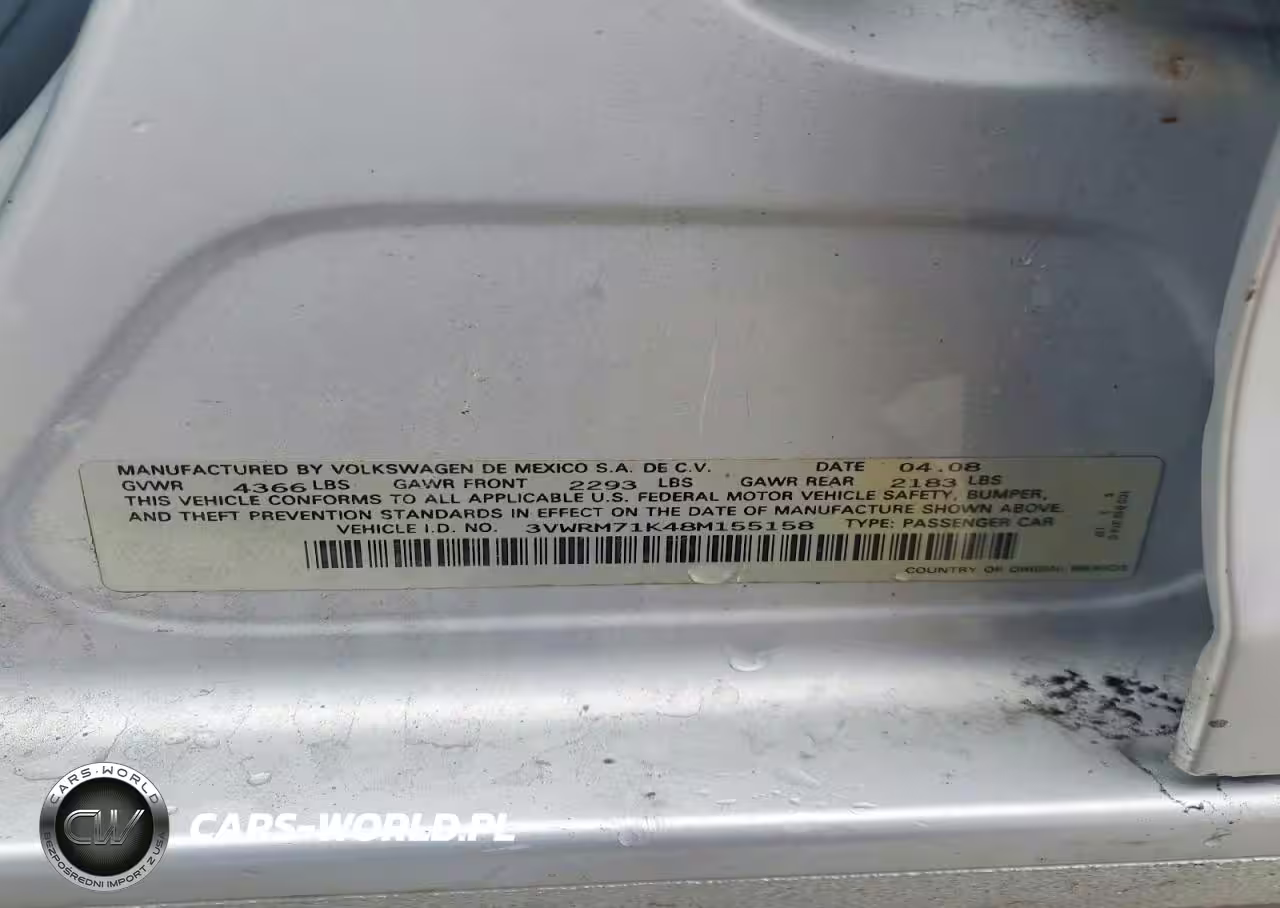 MANUFACTURED BY VOLKSWAGEN DE MEXICO S.A. DE C.V. DATE 04.08
GVWR 4366 LBS GAWR FRONT 2293 LBS GAWR REAR 2183 LBS
THIS VEHICLE CONFORMS TO ALL APPLICABLE U.S. FEDERAL MOTOR VEHICLE SAFETY, BUMPER,
AND THEFT PREVENTION STANDARDS IN EFFECT ON THE DATE OF MANUFACTURE SHOWN ABOVE.
VEHICLE I.D. NO. 3VWRM71K48M155158 TYPE: PASSENGER CAR
COUNTRY OF ORIGIN: MEXICO
CARS-WORLD
CW
BEZPOŚREDNI IMPORT Z USA
CARS-WORLD.PL